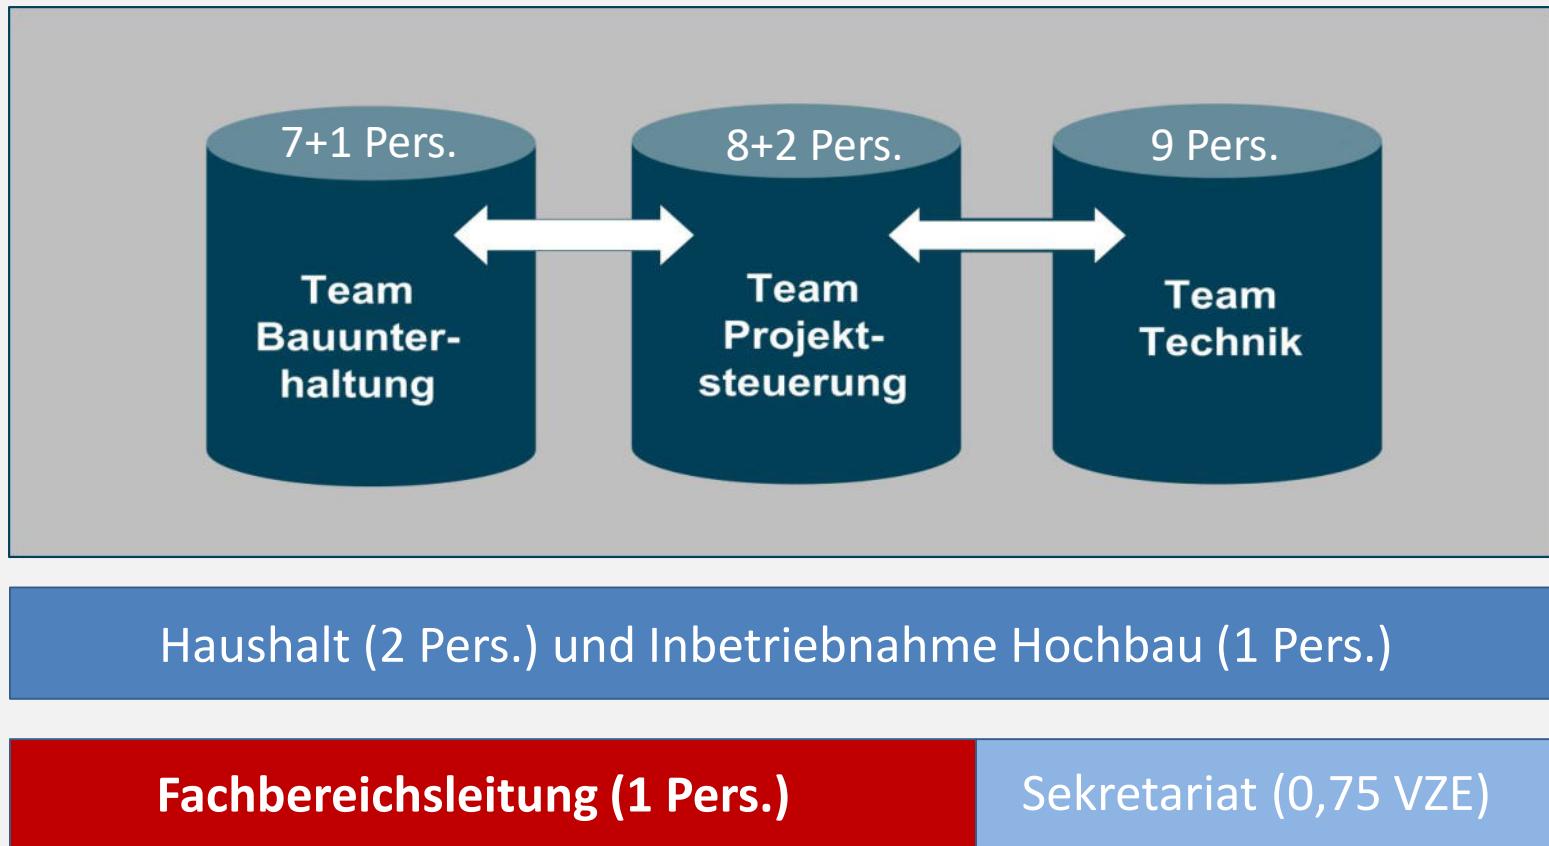 7+1 Pers.
Team
Bauunter-
haltung
8+2 Pers.
Team
Projekt-
steuerung
9 Pers.
Team
Technik
Haushalt (2 Pers.) und Inbetriebnahme Hochbau (1 Pers.)
Fachbereichsleitung (1 Pers.)
Sekretariat (0,75 VZE)